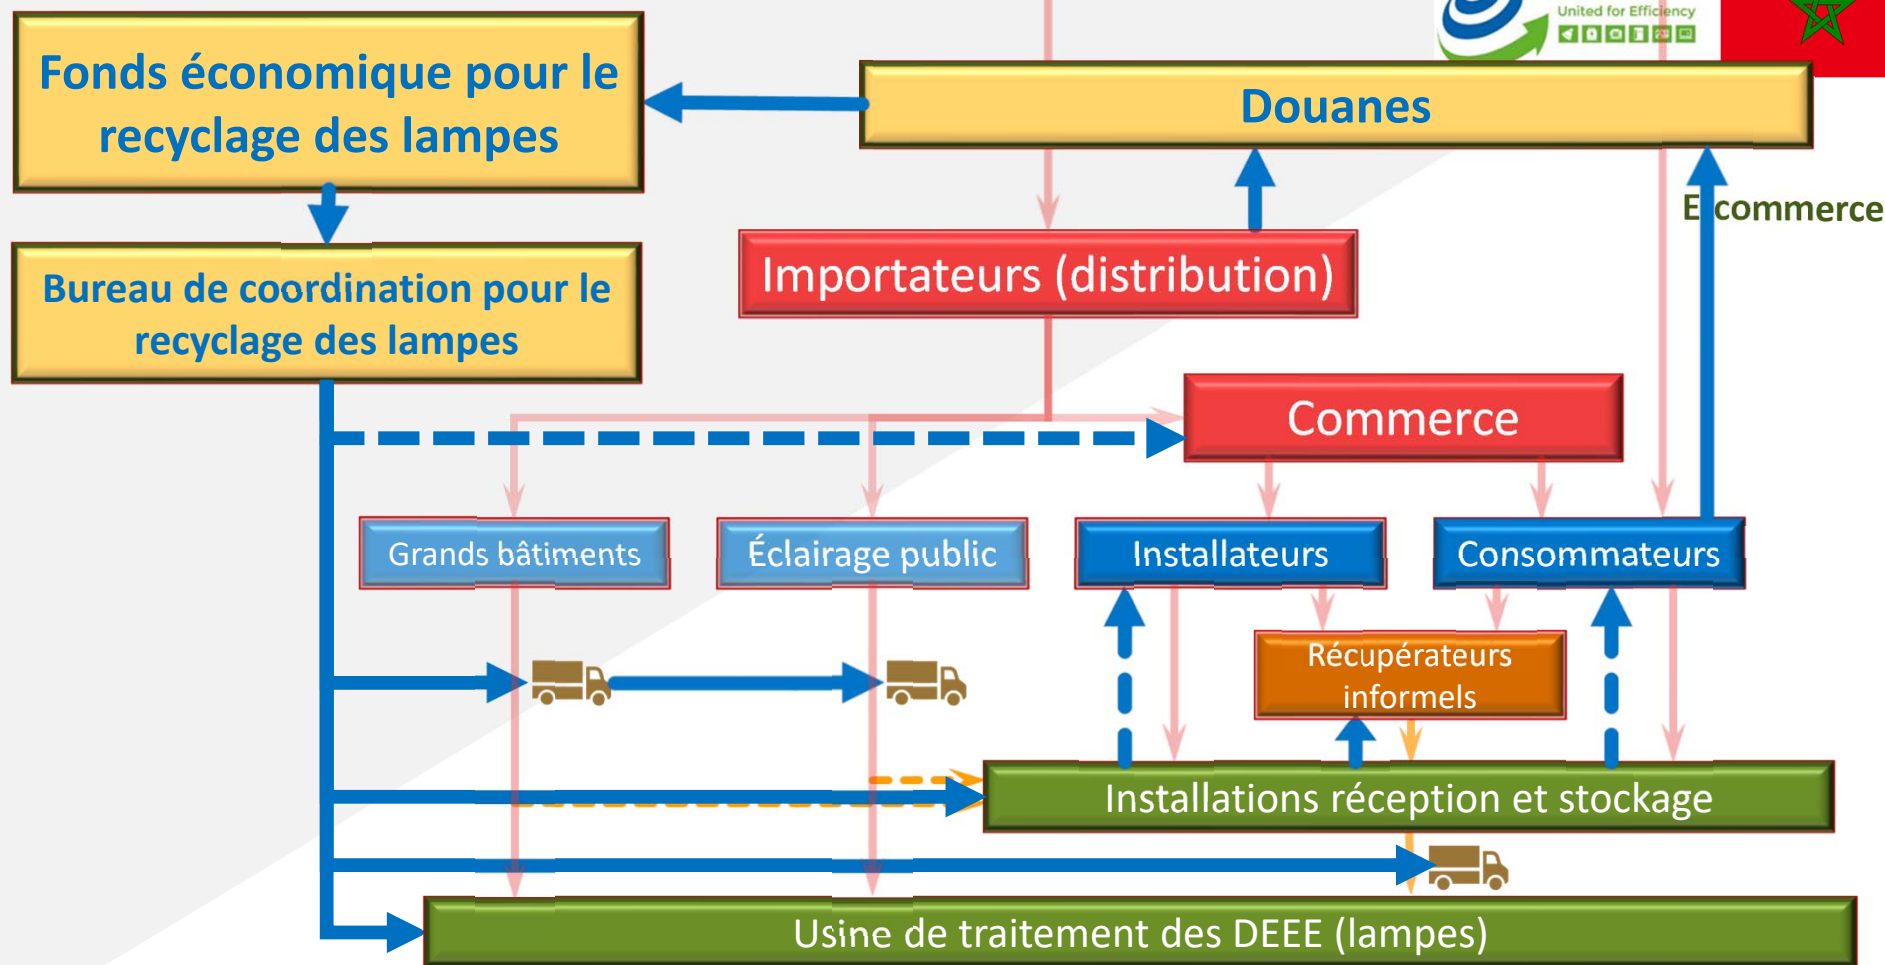 United for Efficiency
Fonds économique pour le
recyclage des lampes
Douanes
E-commerce
Importateurs (distribution)
Bureau de coordination pour le
recyclage des lampes
Commerce
Grands bâtiments
Éclairage public
Installateurs
Consommateurs
Récupérateurs
informels
Installations réception et stockage
Usine de traitement des DEEE (lampes)